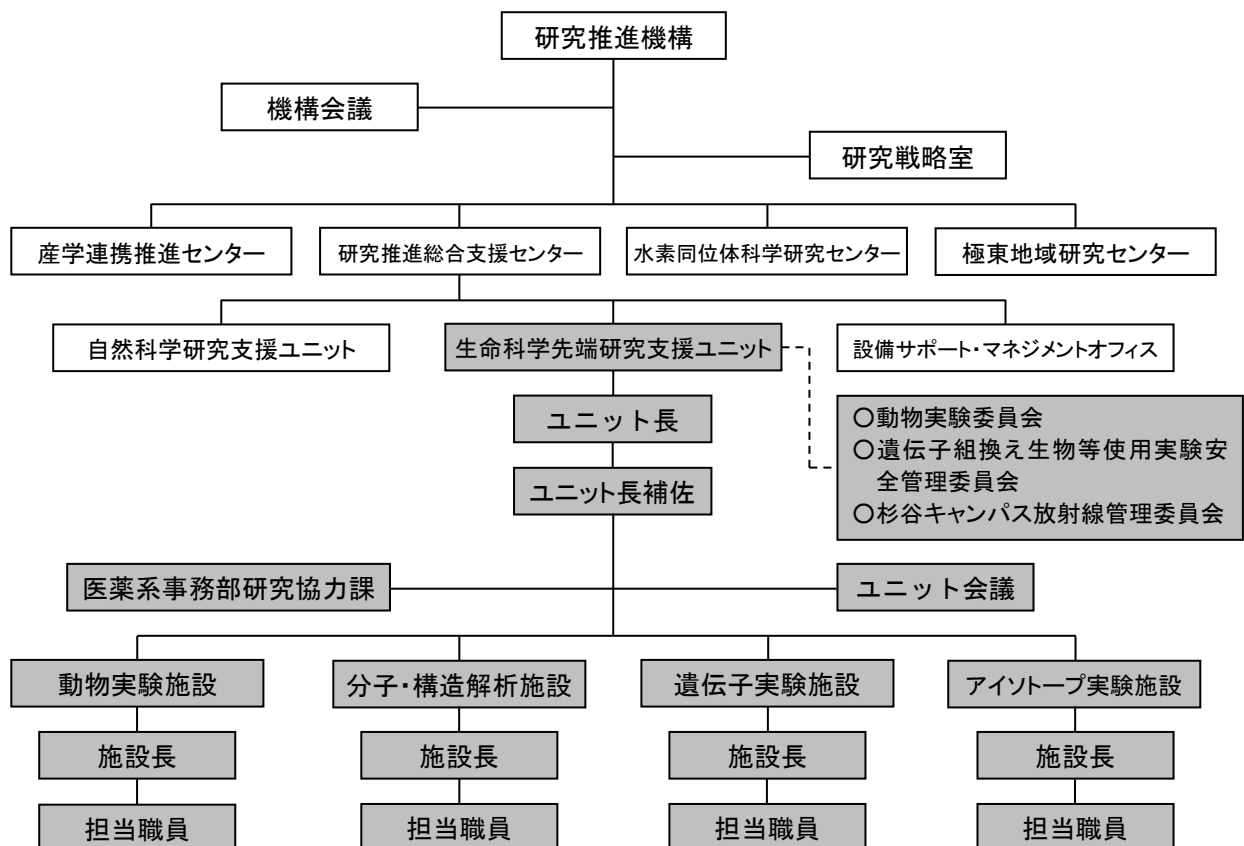 研究推進機構
機構会議
研究戦略室
産学連携推進センター
研究推進総合支援センター
水素同位体科学研究センター
極東地域研究センター
自然科学研究支援ユニット
生命科学先端研究支援ユニット
設備サポート・マネジメントオフィス
ユニット長
〇動物実験委員会
〇遺伝子組換え生物等使用実験安
全管理委員会
〇杉谷キャンパス放射線管理委員会
ユニット長補佐
医薬系事務部研究協力課
ユニット会議
動物実験施設
分子・構造解析施設
遺伝子実験施設
アイソトープ実験施設
施設長
施設長
施設長
施設長
担当職員
担当職員
担当職員
担当職員